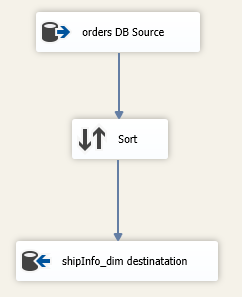 orders DB Source
Sort
shipInfo_dim destinatation